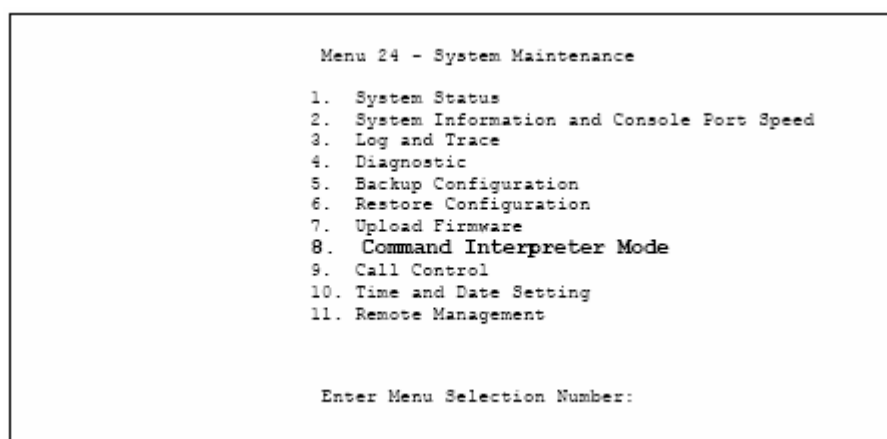 Menu 24 - System Maintenance
1. System Status
2. System Information and Console Port Speed
3. Log and Trace
4. Diagnostic
5. Backup Configuration
6. Restore Configuration
7. Upload Firmware
8. Command Interpreter Mode
9. Call Control
10. Time and Date Setting
11. Remote Management
Enter Menu Selection Number: